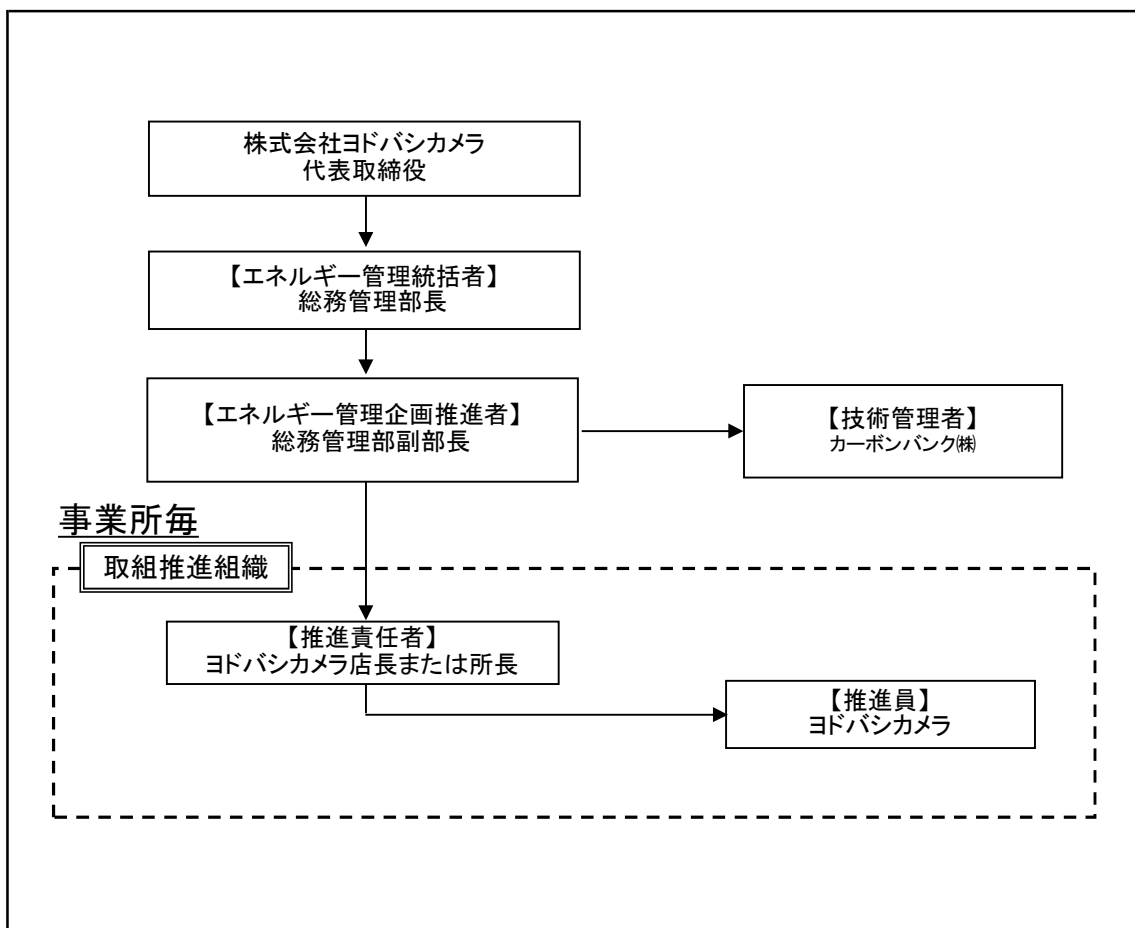 株式会社ヨドバシカメラ
代表取締役
【エネルギー管理統括者】
総務管理部長
【エネルギー管理企画推進者】
総務管理部副部長
【技術管理者】
カーボンバンク㈱
事業所毎
取組推進組織
【推進責任者】
ヨドバシカメラ店長または所長
【推進員】
ヨドバシカメラ